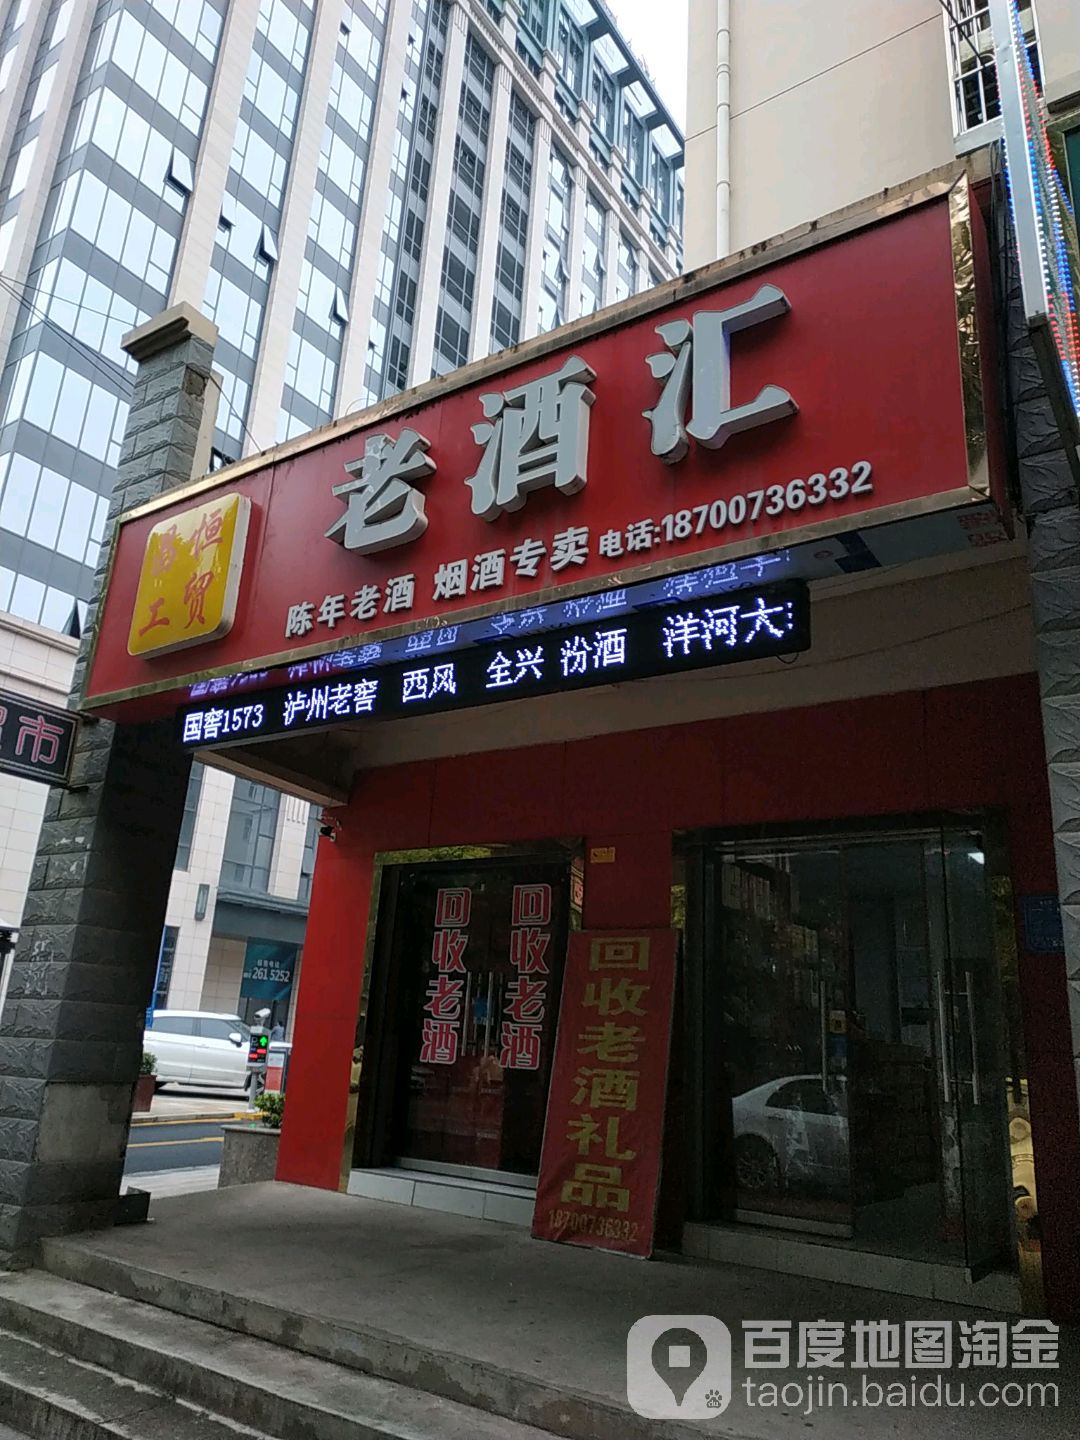 老酒汇
昌恒
工贸
陈年老酒 烟酒专卖 电话:18700736332
国窖1573 泸州老窖 西风 全兴 汾酒 洋河大
市
261 5252
回收老酒
回收老酒
回收老酒礼品
18700736332
百度地图淘金
taojin.baidu.com